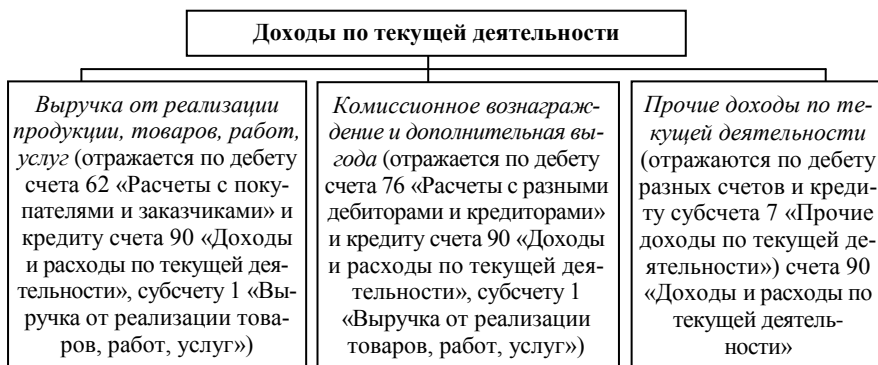 Доходы по текущей деятельности
Выручка от реализации
продукции, товаров, работ,
услуг (отражается по дебету
счета 62 «Расчеты с поку-
пателями и заказчиками» и
кредиту счета 90 «Доходы
и расходы по текущей дея-
тельности», субсчету 1 «Вы-
ручка от реализации това-
ров, работ, услуг»)
Комиссионное вознаграж-
дение и дополнительная вы-
года (отражается по дебету
счета 76 «Расчеты с разными
дебиторами и кредиторами»
и кредиту счета 90 «Доходы
и расходы по текущей дея-
тельности», субсчету 1
«Выручка от реализации
товаров, работ, услуг»)
Прочие доходы по те-
кущей деятельности
(отражаются по дебету
разных счетов и креди-
ту субсчета 7 «Прочие
доходы по текущей де-
ятельности») счета 90
«Доходы и расходы по
текущей деятель-
ности»